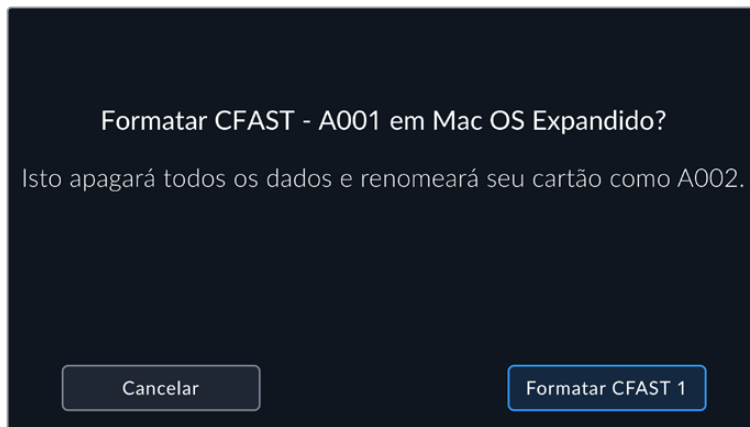 Formatar CFAST - A001 em Mac OS Expandido?
Isto apagará todos os dados e renomeará seu cartão como A002.
Cancelar
Formatar CFAST 1